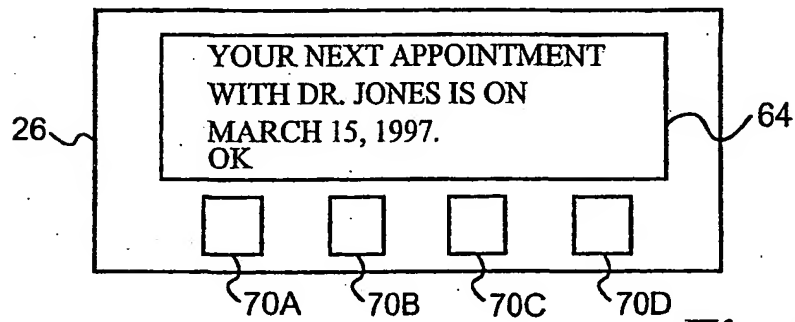 YOUR NEXT APPOINTMENT
WITH DR. JONES IS ON
MARCH 15, 1997.
OK
26
64
70A 70B 70C 70D